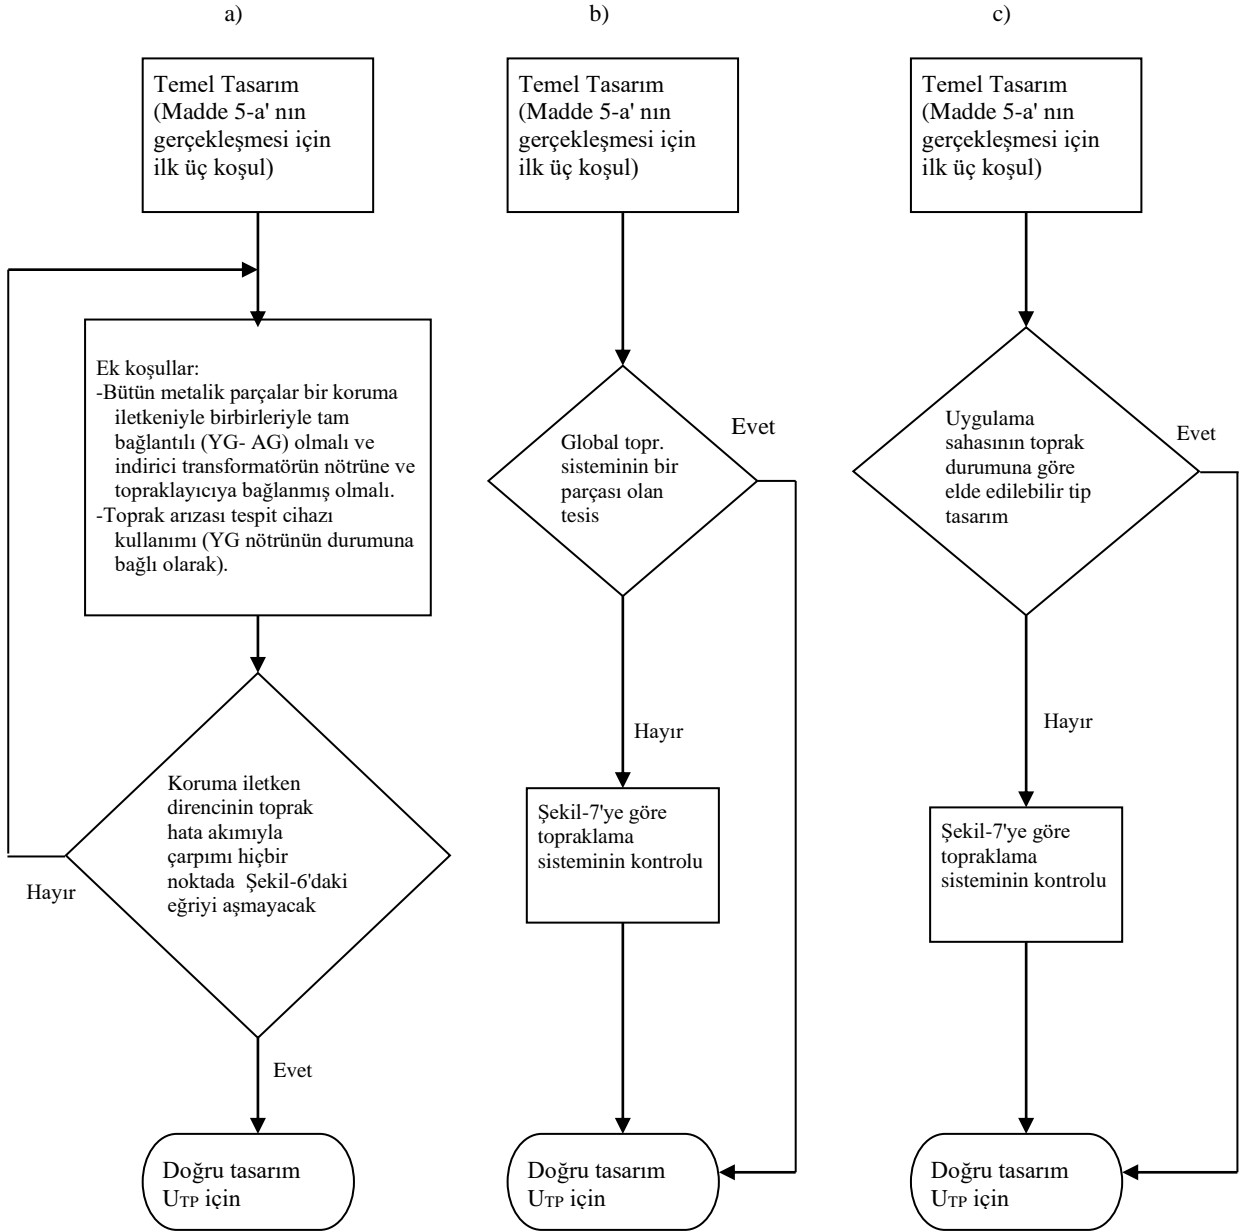 a)
Temel Tasarım
(Madde 5-a' nın
gerçekleşmesi için
ilk üç koşul)
Ek koşullar:
-Bütün metalik parçalar bir koruma
iletkeniyle birbirleriyle tam
bağlantılı (YG- AG) olmalı ve
indirici transformatörün nötrüne ve
topraklayıcıya bağlanmış olmalı.
-Toprak arızası tespit cihazı
kullanımı (YG nötrünün durumuna
bağlı olarak).
Koruma iletken
direncinin toprak
hata akımıyla
çarpımı hiçbir
noktada Şekil-6'daki
eğriyi aşmayacak
Hayır
Evet
Doğru tasarım
UTP için
b)
Temel Tasarım
(Madde 5-a' nın
gerçekleşmesi için
ilk üç koşul)
Global topr.
sisteminin bir
parçası olan
tesis
Evet
Hayır
Şekil-7'ye göre
topraklama
sisteminin kontrolu
Doğru tasarım
UTP için
c)
Temel Tasarım
(Madde 5-a' nın
gerçekleşmesi için
ilk üç koşul)
Uygulama
sahasının toprak
durumuna göre
elde edilebilir tip
tasarım
Evet
Hayır
Şekil-7'ye göre
topraklama
sisteminin kontrolu
Doğru tasarım
UTP için